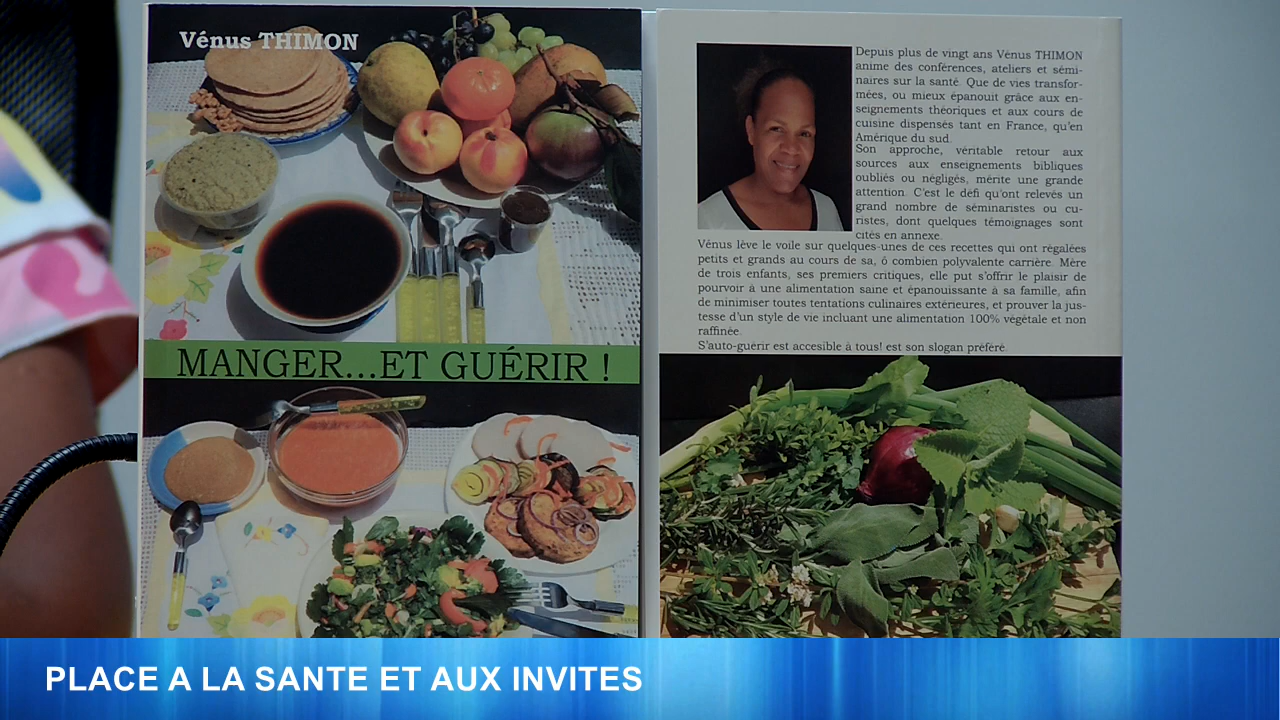 Vénus THIMON
MANGER...ET GUÉRIR !
Depuis plus de vingt ans Vénus THIMON
anime des conférences, ateliers et sémi-
naires sur la santé. Que de vies transfor-
mées, ou mieux épanouit grâce aux en-
seignements théoriques et aux cours de
cuisine dispensés tant en France, qu'en
Amérique du sud.
Son approche, véritable retour aux
sources aux enseignements bibliques
oubliés ou négligés, mérite une grande
attention. C'est le défi qu'ont relevés un
grand nombre de séminaristes ou cu-
ristes, dont quelques témoignages sont
cités en annexe.
Vénus lève le voile sur quelques-unes de ces recettes qui ont régalées
petits et grands au cours de sa, ô combien polyvalente carrière. Mère
de trois enfants, ses premiers critiques, elle put s'offrir le plaisir de
pourvoir à une alimentation saine et épanouissante à sa famille, afin
de minimiser toutes tentations culinaires extérieures, et prouver la jus-
tesse d'un style de vie incluant une alimentation 100% végétale et non
raffinée.
S'auto-guérir est accesible à tous! est son slogan préféré.
PLACE A LA SANTE ET AUX INVITES